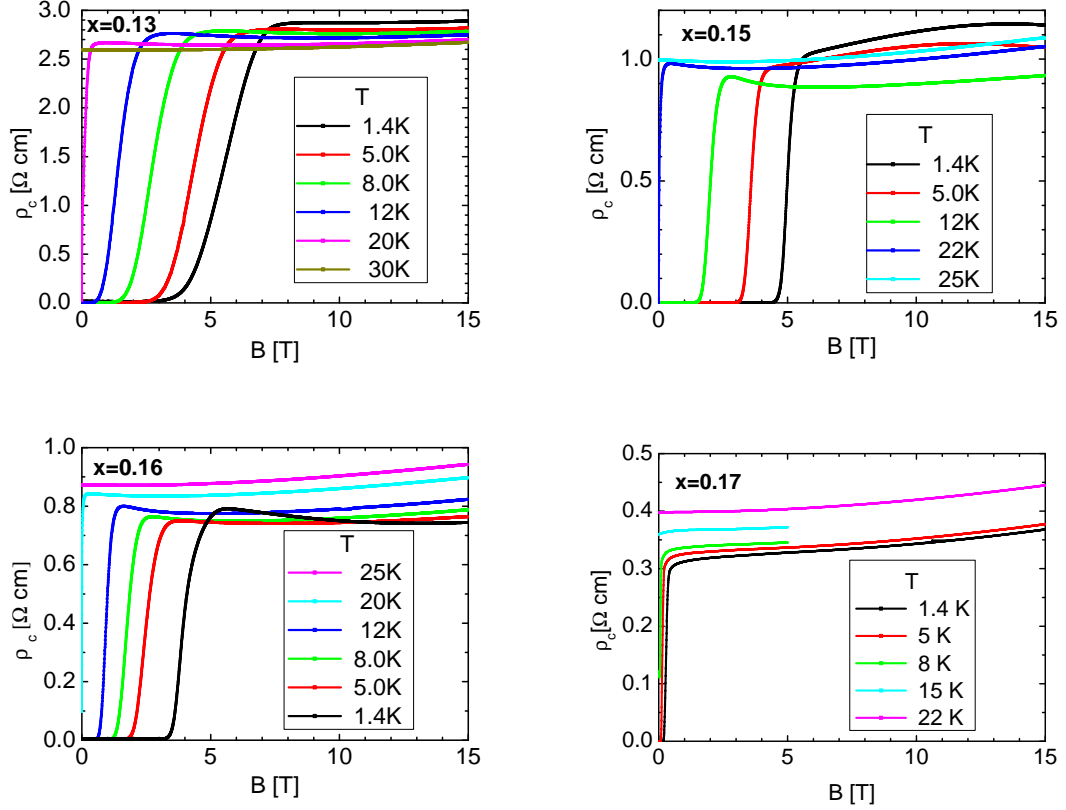 x=0.13
3.0
2.5
2.0
1.5
1.0
0.5
0.0
ρc [Ω cm]
T
1.4K
5.0K
8.0K
12K
20K
30K
0 5 10 15
B [T]
x=0.15
1.0
0.5
0.0
ρc [Ω cm]
T
1.4K
5.0K
12K
22K
25K
0 5 10 15
B [T]
x=0.16
1.0
0.8
0.6
0.4
0.2
0.0
ρ c [Ω cm]
T
25K
20K
12K
8.0K
5.0K
1.4K
0 5 10 15
B [T]
x=0.17
0.5
0.4
0.3
0.2
0.1
0.0
ρc[Ω cm]
T
1.4 K
5 K
8 K
15 K
22 K
0 5 10 15
B [T]